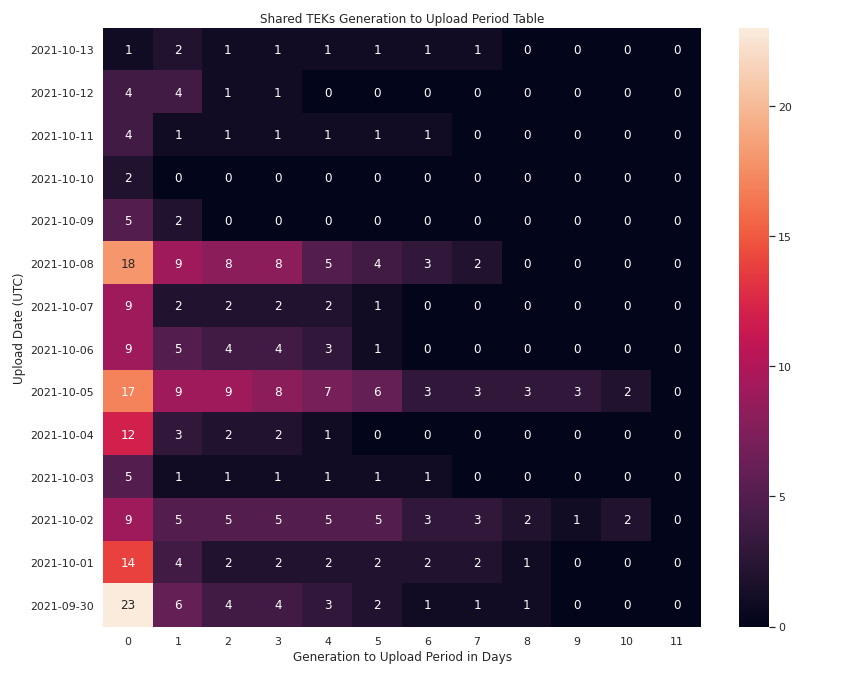 Shared TEKs Generation to Upload Period Table
2021-10-13 1 2 1 1 1 1 1 1 0 0 0 0
2021-10-12 4 4 1 1 0 0 0 0 0 0 0 0
2021-10-11 4 1 1 1 1 1 1 0 0 0 0 0
2021-10-10 2 0 0 0 0 0 0 0 0 0 0 0
2021-10-09 5 2 0 0 0 0 0 0 0 0 0 0
2021-10-08 18 9 8 8 5 4 3 2 0 0 0 0
2021-10-07 9 2 2 2 2 1 0 0 0 0 0 0
2021-10-06 9 5 4 4 3 1 0 0 0 0 0 0
2021-10-05 17 9 9 8 7 6 3 3 3 3 2 0
2021-10-04 12 3 2 2 1 0 0 0 0 0 0 0
2021-10-03 5 1 1 1 1 1 1 0 0 0 0 0
2021-10-02 9 5 5 5 5 5 3 3 2 1 2 0
2021-10-01 14 4 2 2 2 2 2 2 1 0 0 0
2021-09-30 23 6 4 4 3 2 1 1 1 0 0 0
0 1 2 3 4 5 6 7 8 9 10 11
Generation to Upload Period in Days
Upload Date (UTC)
20
15
10
5
0